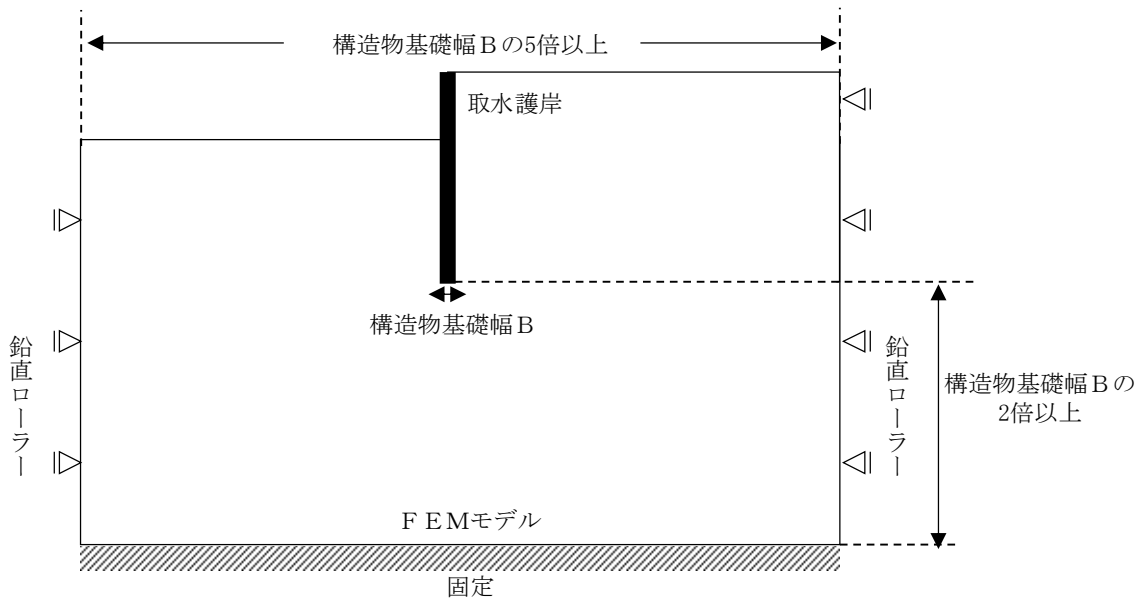 構造物基礎幅Ｂの5倍以上
取水護岸
構造物基礎幅Ｂ
鉛直ローラー
鉛直ローラー
構造物基礎幅Ｂの
2倍以上
ＦＥＭモデル
固定